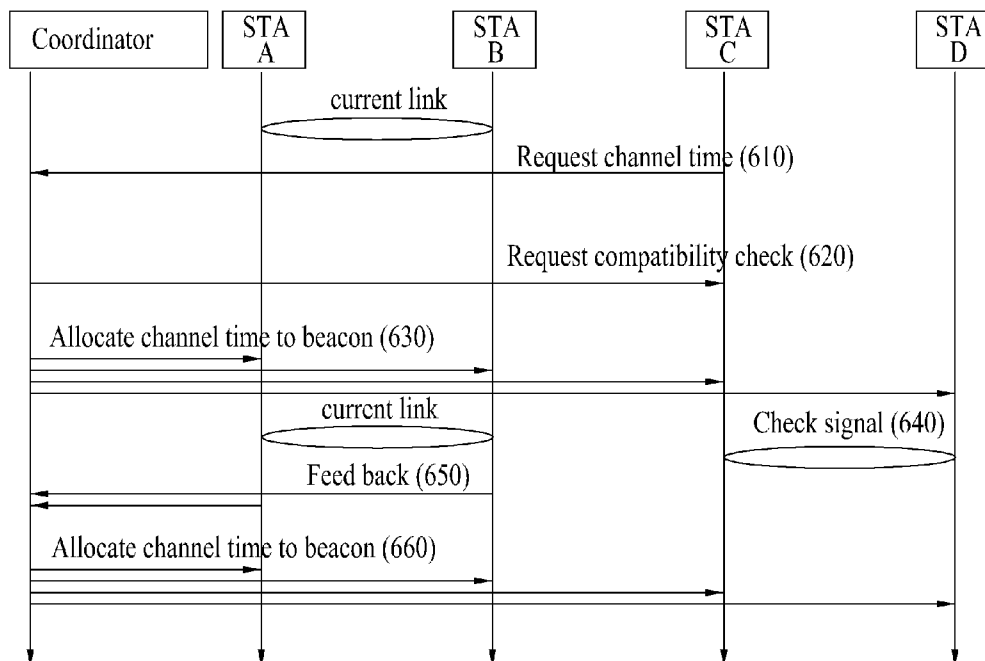 Coordinator
STA
A
STA
B
STA
C
STA
D
current link
Request channel time (610)
Request compatibility check (620)
Allocate channel time to beacon (630)
current link
Check signal (640)
Feed back (650)
Allocate channel time to beacon (660)